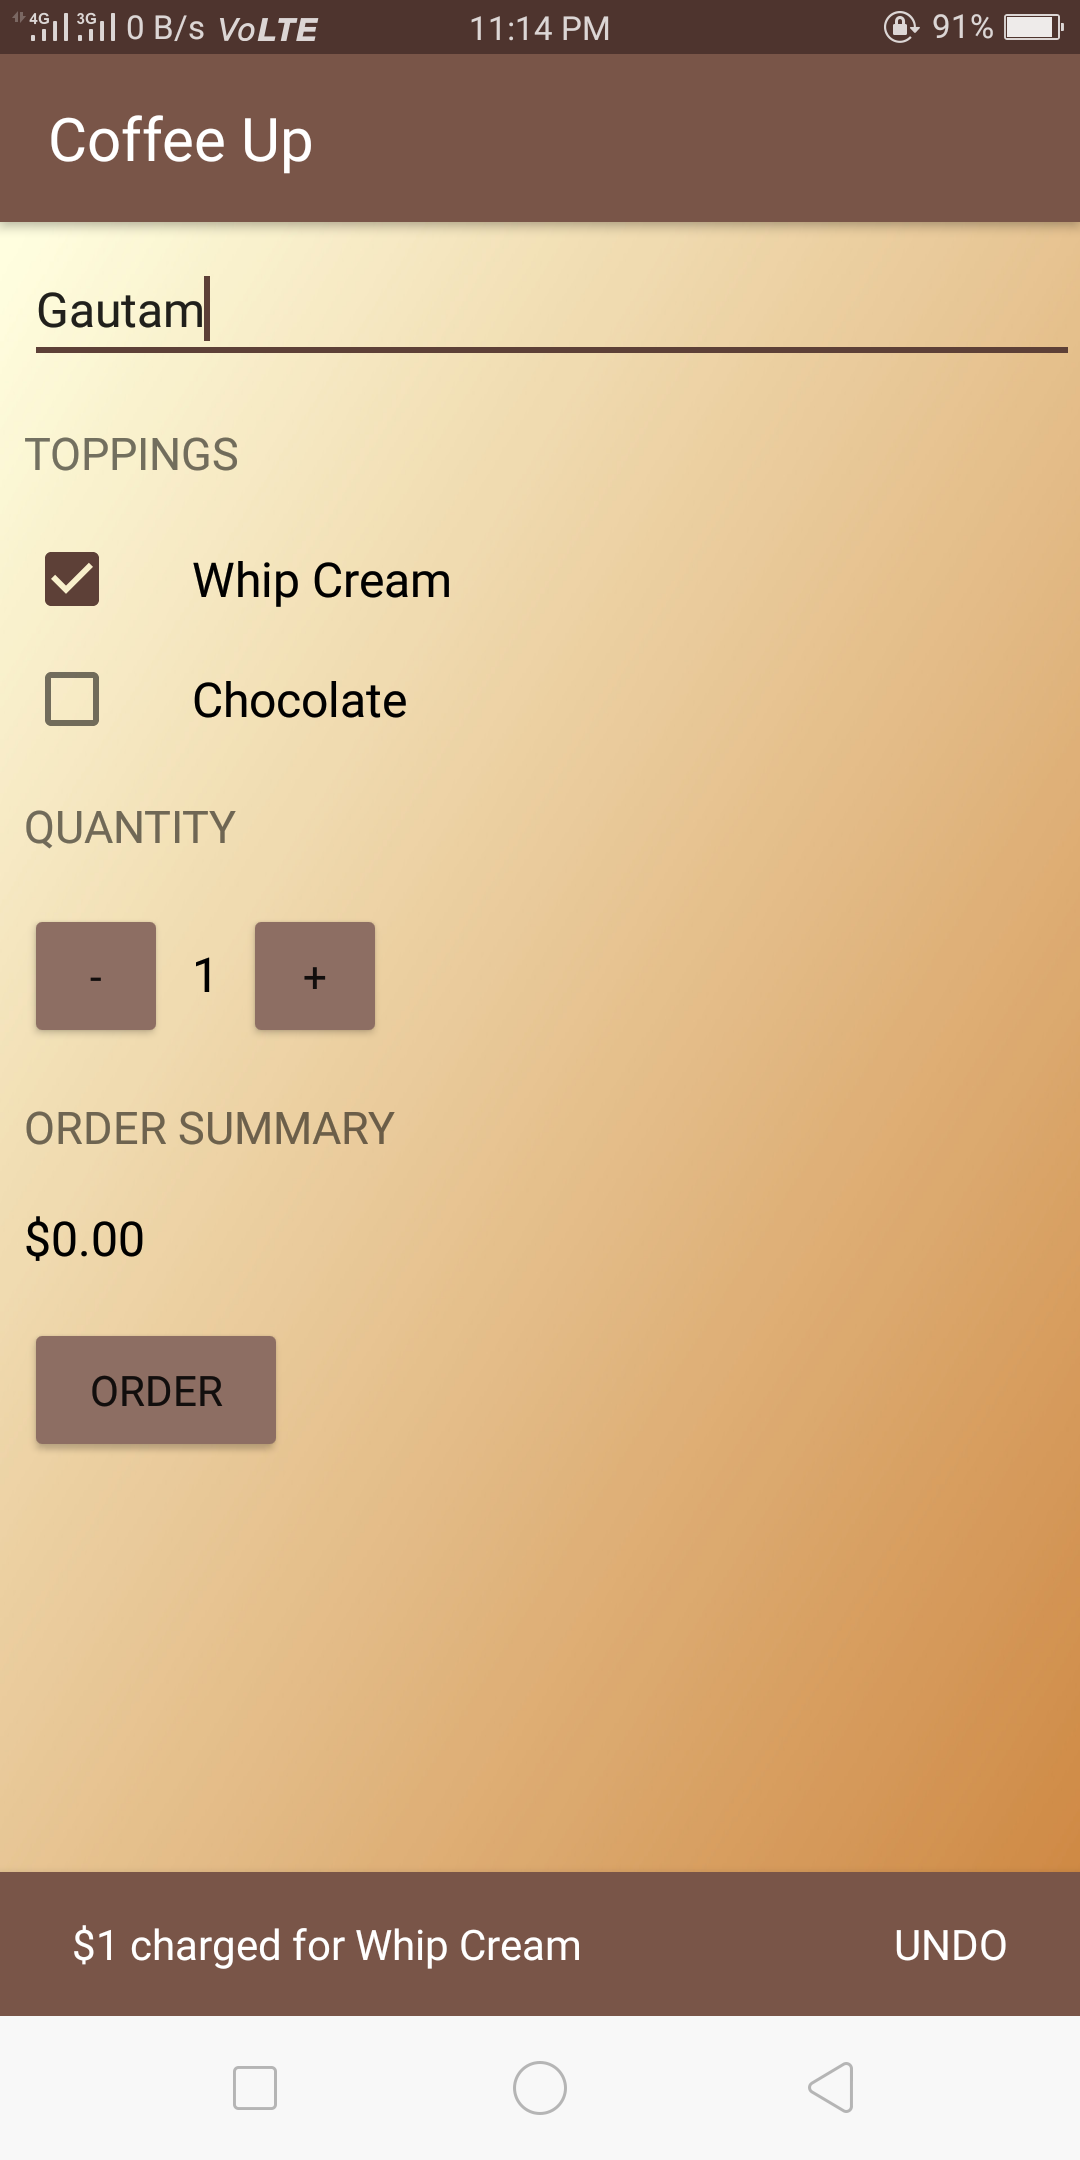 4G 3G 0 B/s VoLTE 11:14 PM 91%
Coffee Up
Gautam
TOPPINGS
Whip Cream
Chocolate
QUANTITY
- 1 +
ORDER SUMMARY
$0.00
ORDER
$1 charged for Whip Cream UNDO